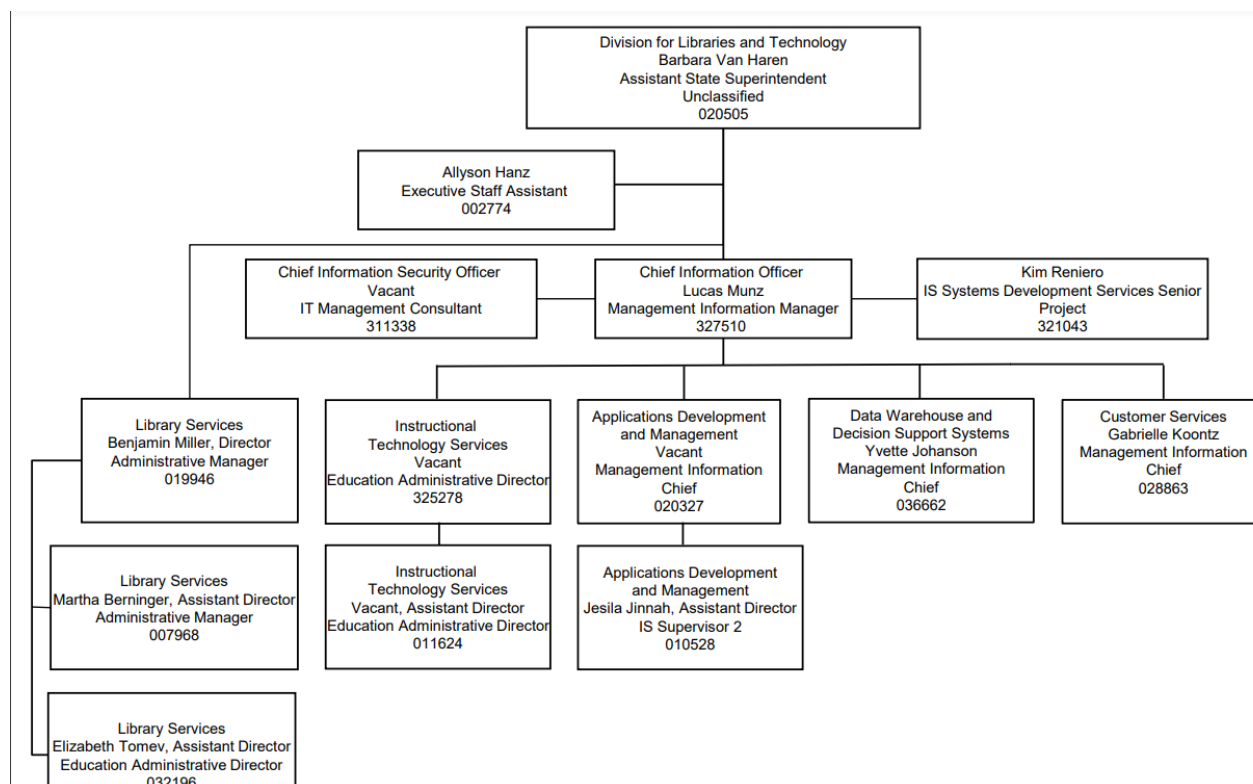 Division for Libraries and Technology
Barbara Van Haren
Assistant State Superintendent
Unclassified
020505
Allyson Hanz
Executive Staff Assistant
002774
Chief Information Security Officer
Vacant
IT Management Consultant
311338
Chief Information Officer
Lucas Munz
Management Information Manager
327510
Kim Reniero
IS Systems Development Services Senior
Project
321043
Library Services
Benjamin Miller, Director
Administrative Manager
019946
Instructional
Technology Services
Vacant
Education Administrative Director
325278
Applications Development
and Management
Vacant
Management Information
Chief
020327
Data Warehouse and
Decision Support Systems
Yvette Johanson
Management Information
Chief
036662
Customer Services
Gabrielle Koontz
Management Information
Chief
028863
Library Services
Martha Berninger, Assistant Director
Administrative Manager
007968
Instructional
Technology Services
Vacant, Assistant Director
Education Administrative Director
011624
Applications Development
and Management
Jesila Jinnah, Assistant Director
IS Supervisor 2
010528
Library Services
Elizabeth Tomev, Assistant Director
Education Administrative Director
032196